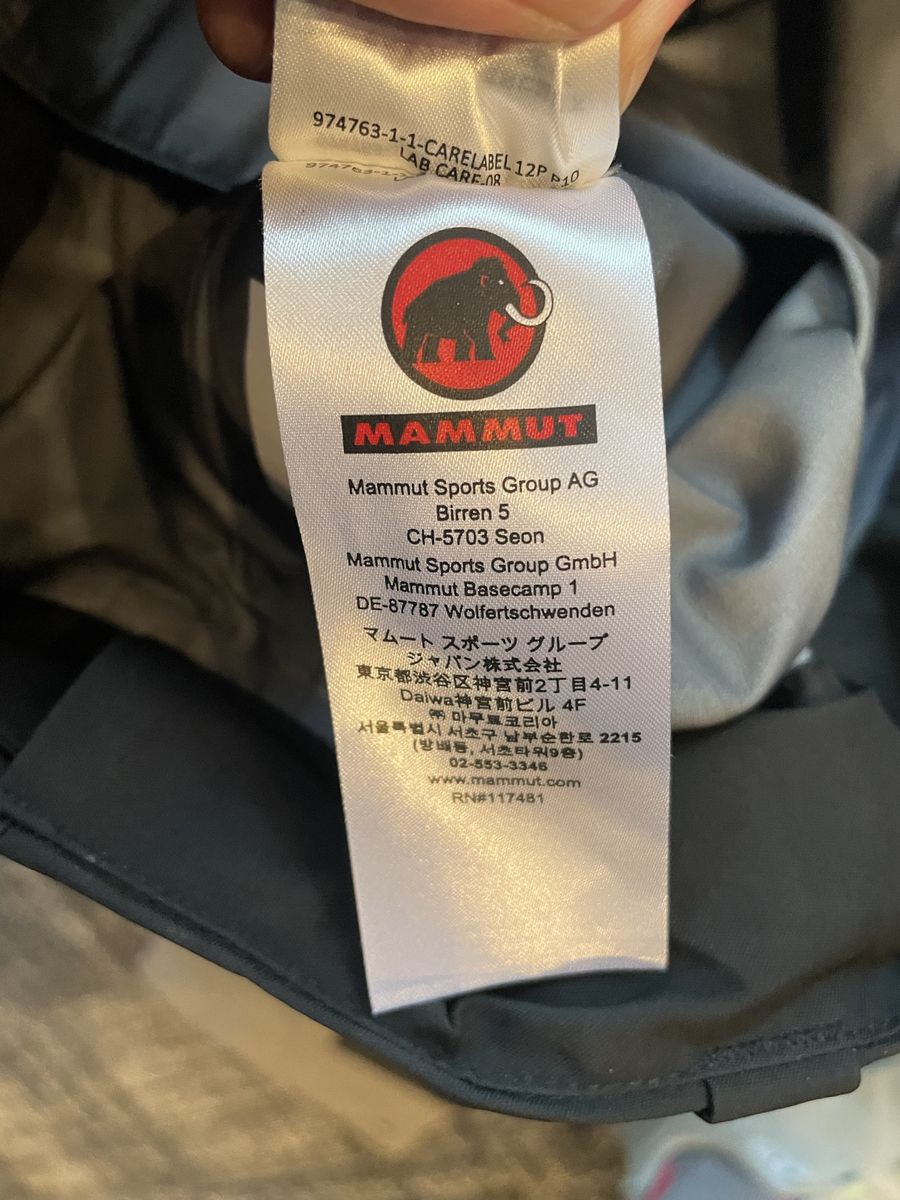 974763-1-1-CARELABEL 12P P10
LAB CARE-08
974763-1-
MAMMUT
Mammut Sports Group AG
Birren 5
CH-5703 Seon
Mammut Sports Group GmbH
Mammut Basecamp 1
DE-87787 Wolfertschwenden
マムート スポーツ グループ
ジャパン株式会社
東京都渋谷区神宮前2丁目4-11
Daiwa神宮前ビル 4F
㈜ 마무트코리아
서울특별시 서초구 남부순환로 2215
(방배동, 서초타워9층)
02-553-3346
www.mammut.com
RN#117481